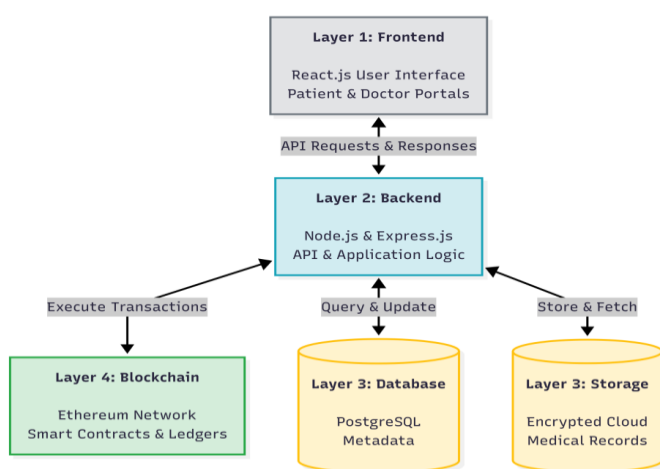 Layer 1: Frontend
React.js User Interface
Patient & Doctor Portals
API Requests & Responses
Layer 2: Backend
Node.js & Express.js
API & Application Logic
Execute Transactions
Query & Update
Store & Fetch
Layer 4: Blockchain
Ethereum Network
Smart Contracts & Ledgers
Layer 3: Database
PostgreSQL
Metadata
Layer 3: Storage
Encrypted Cloud
Medical Records